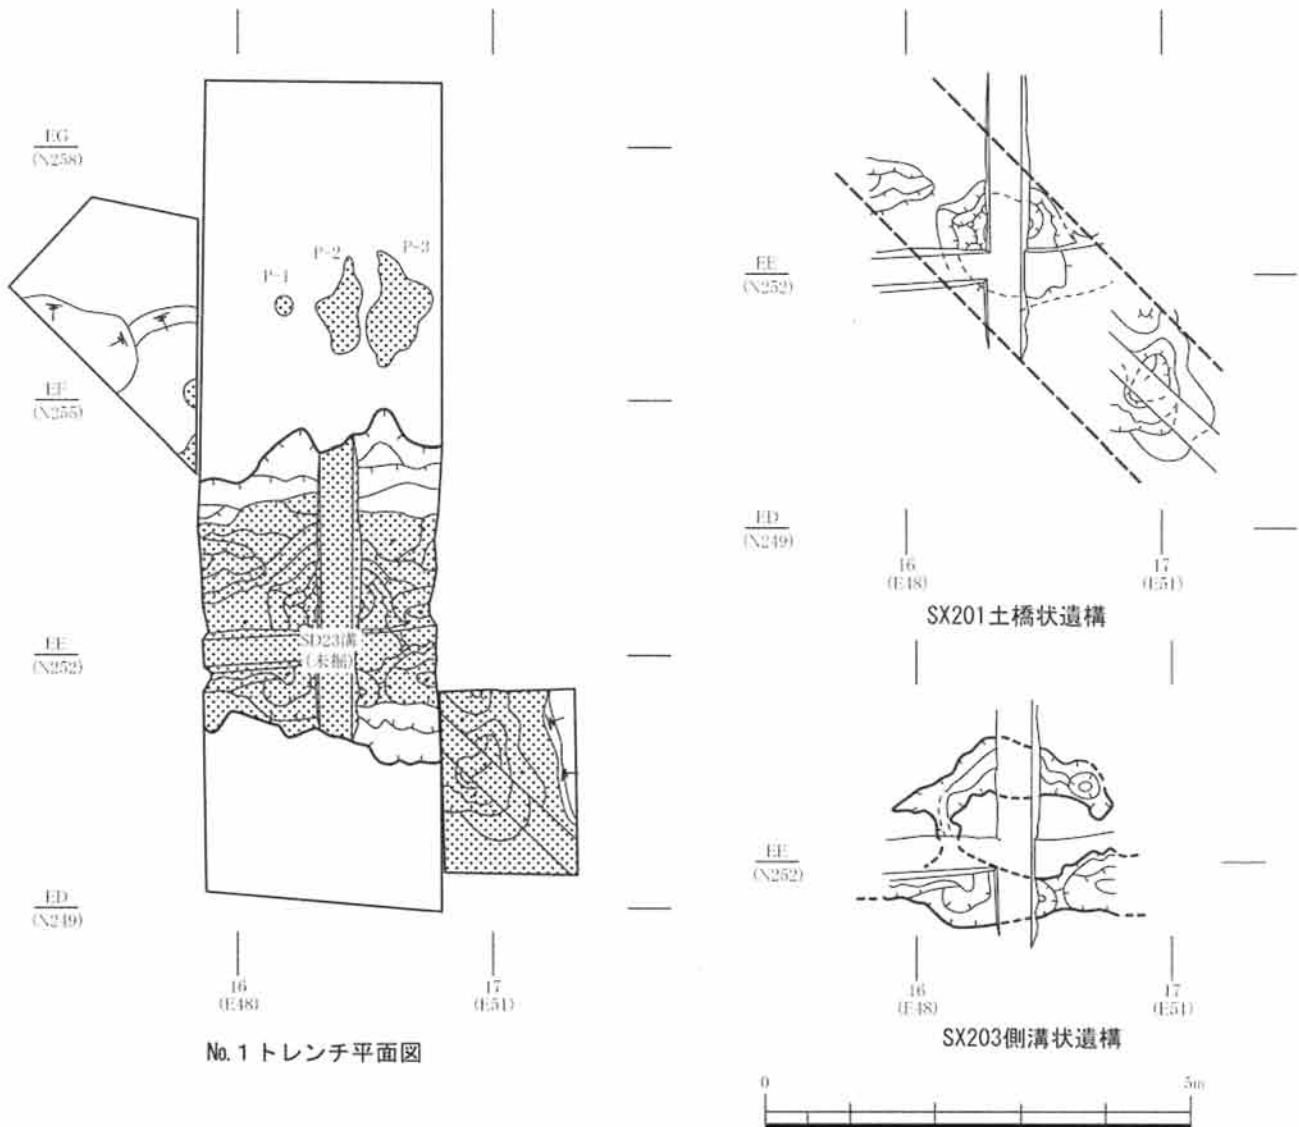 EG
(N258)
P-1
P-2
P-3
EF
(N255)
SD23溝
(未掘)
EE
(N252)
ED
(N249)
16
(E48)
17
(E51)
No.1 トレンチ平面図
EE
(N252)
ED
(N249)
16
(E48)
17
(E51)
SX201土橋状遺構
EE
(N252)
16
(E48)
17
(E51)
SX203側溝状遺構
0
5m